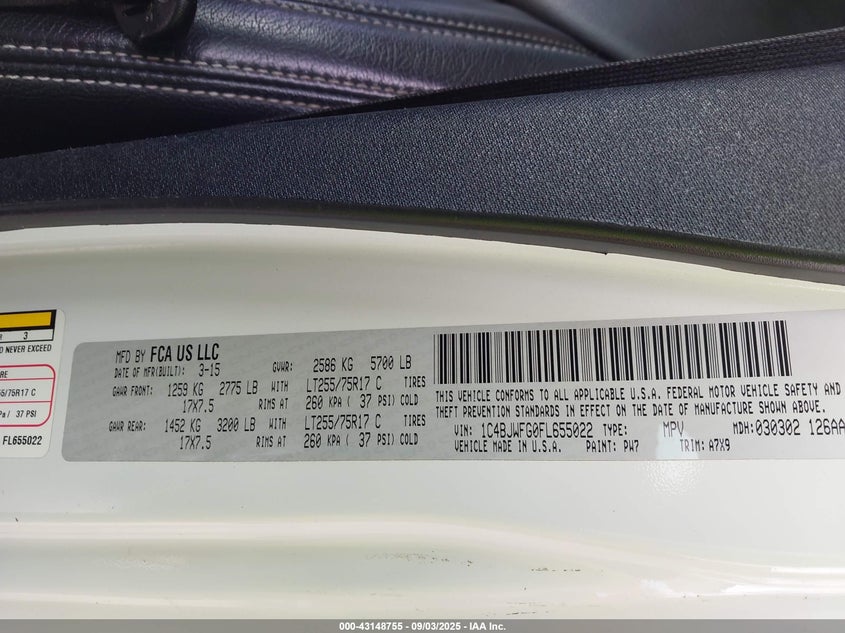 R 3
D NEVER EXCEED
RE
55/75R17 C
Pa / 37 PSI
FL655022
MFD BY FCA US LLC
DATE OF MFR(BUILT): 3-15 GVWR: 2586 KG 5700 LB
GAWR FRONT: 1259 KG 2775 LB WITH LT255/75R17 C TIRES
17X7.5 RIMS AT 260 KPA ( 37 PSI) COLD
GAWR REAR: 1452 KG 3200 LB WITH LT255/75R17 C TIRES
17X7.5 RIMS AT 260 KPA ( 37 PSI) COLD
THIS VEHICLE CONFORMS TO ALL APPLICABLE U.S.A. FEDERAL MOTOR VEHICLE SAFETY AND
THEFT PREVENTION STANDARDS IN EFFECT ON THE DATE OF MANUFACTURE SHOWN ABOVE.
VIN: 1C4BJWFG0FL655022 TYPE: MPV MDH: 030302 126AA
VEHICLE MADE IN U.S.A. PAINT: PW7 TRIM: A7X9
000-43148755 - 09/03/2025 - IAA Inc.